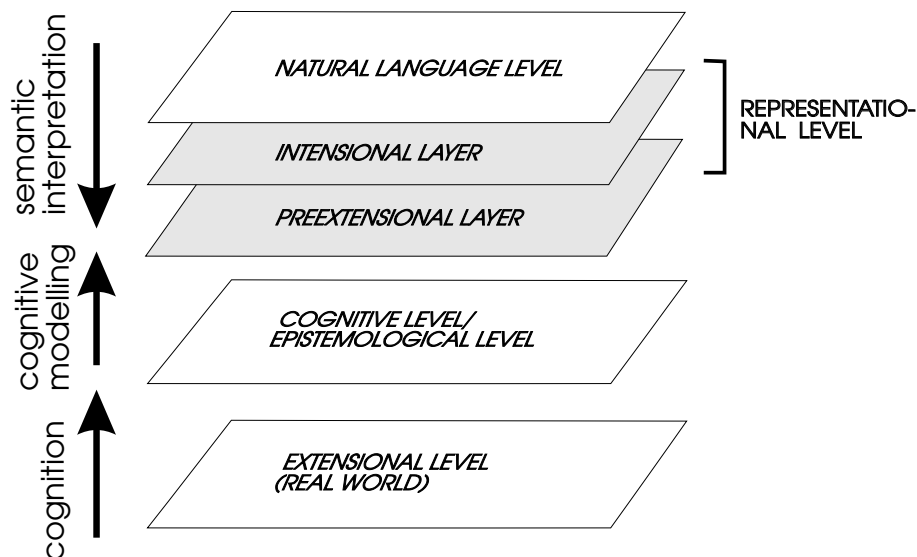 semantic
interpretation
cognitive
modelling
cognition
NATURAL LANGUAGE LEVEL
INTENSIONAL LAYER
PREEXTENSIONAL LAYER
COGNITIVE LEVEL/
EPISTEMOLOGICAL LEVEL
EXTENSIONAL LEVEL
(REAL WORLD)
REPRESENTATIO-
NAL LEVEL